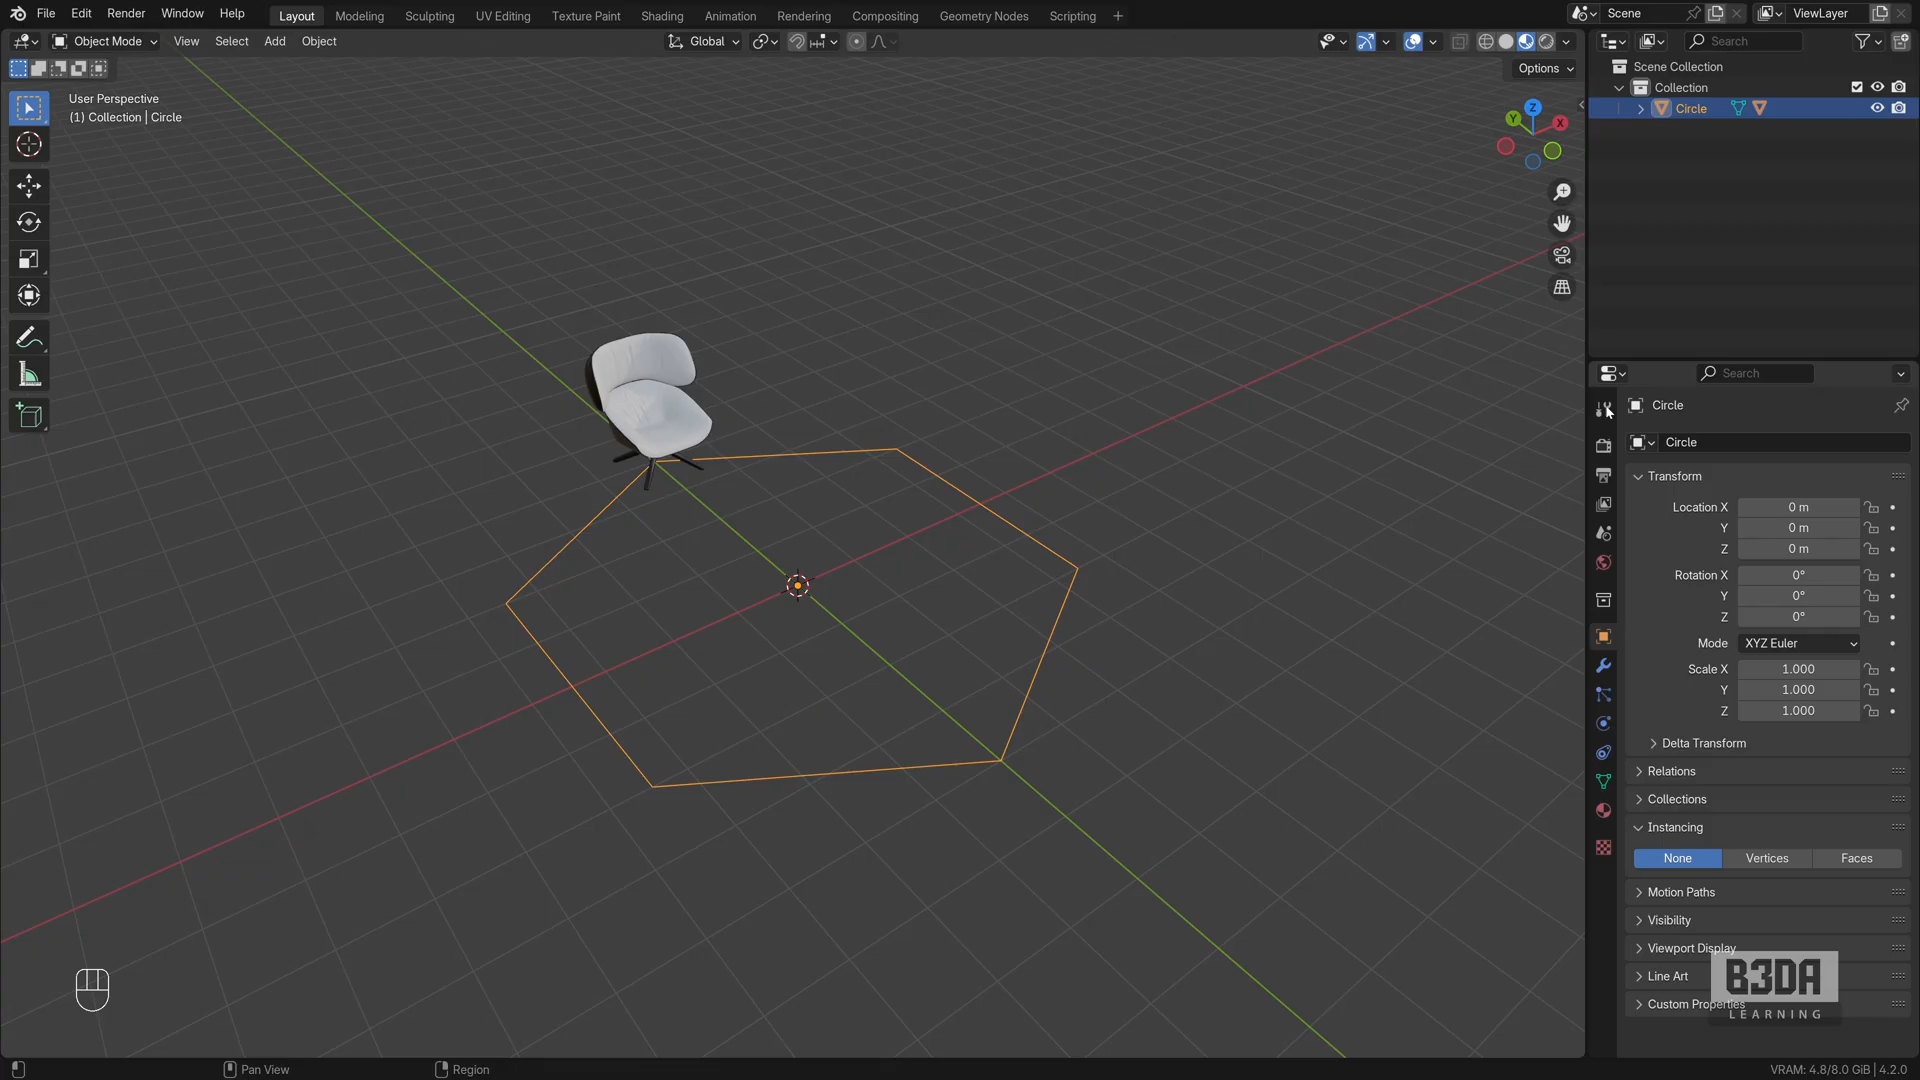 File Edit Render Window Help
Layout Modeling Sculpting UV Editing Texture Paint Shading Animation Rendering Compositing Geometry Nodes Scripting +
Scene
ViewLayer
Object Mode View Select Add Object
Global
Search
Options
User Perspective
(1) Collection | Circle
Z
Y
X
Scene Collection
Collection
Circle
Search
Circle
Circle
Transform
Location X 0 m
Y 0 m
Z 0 m
Rotation X 0°
Y 0°
Z 0°
Mode XYZ Euler
Scale X 1.000
Y 1.000
Z 1.000
Delta Transform
Relations
Collections
Instancing
None Vertices Faces
Motion Paths
Visibility
Viewport Display
Line Art
Custom Properties
B3DA
LEARNING
Pan View
Region
VRAM: 4.8/8.0 GiB | 4.2.0